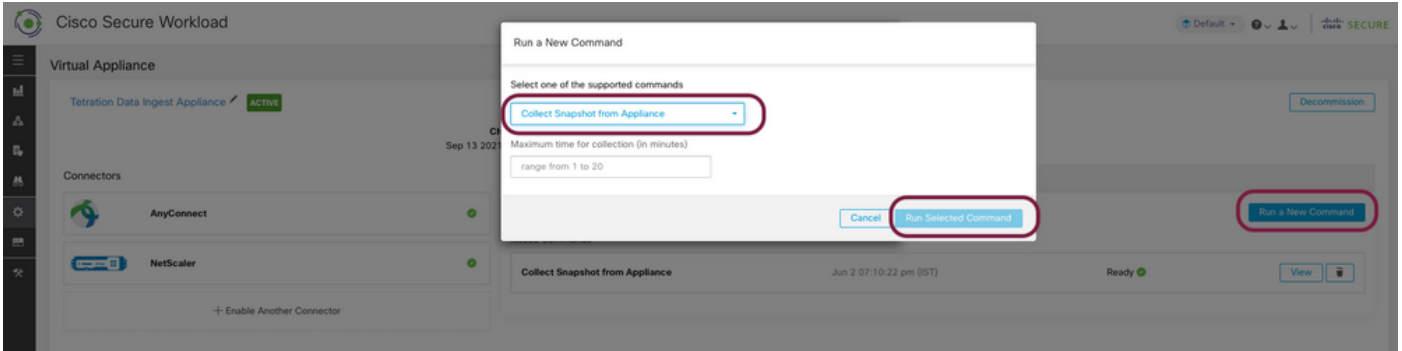 Cisco Secure Workload
Default
CISCO SECURE
Virtual Appliance
Tetration Data Ingest Appliance ACTIVE
Decommission
Sep 13 2021
Connectors
AnyConnect
NetScaler
+ Enable Another Connector
Run a New Command
Select one of the supported commands
Collect Snapshot from Appliance
Maximum time for collection (in minutes)
range from 1 to 20
Cancel Run Selected Command
Run a New Command
Collect Snapshot from Appliance Jun 2 07:10:22 pm (IST) Ready View